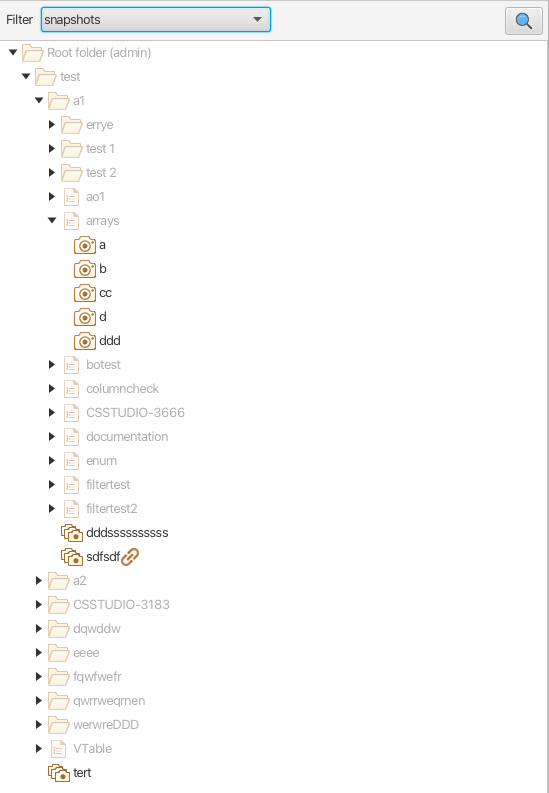 Filter snapshots
Root folder (admin)
test
a1
errye
test 1
test 2
ao1
arrays
a
b
cc
d
ddd
botest
columncheck
CSSTUDIO-3666
documentation
enum
filtertest
filtertest2
dddssssssssss
sdfsdf
a2
CSSTUDIO-3183
dqwddw
eeee
fqwfwefr
qwrrweqrnen
werwreDDD
VTable
tert